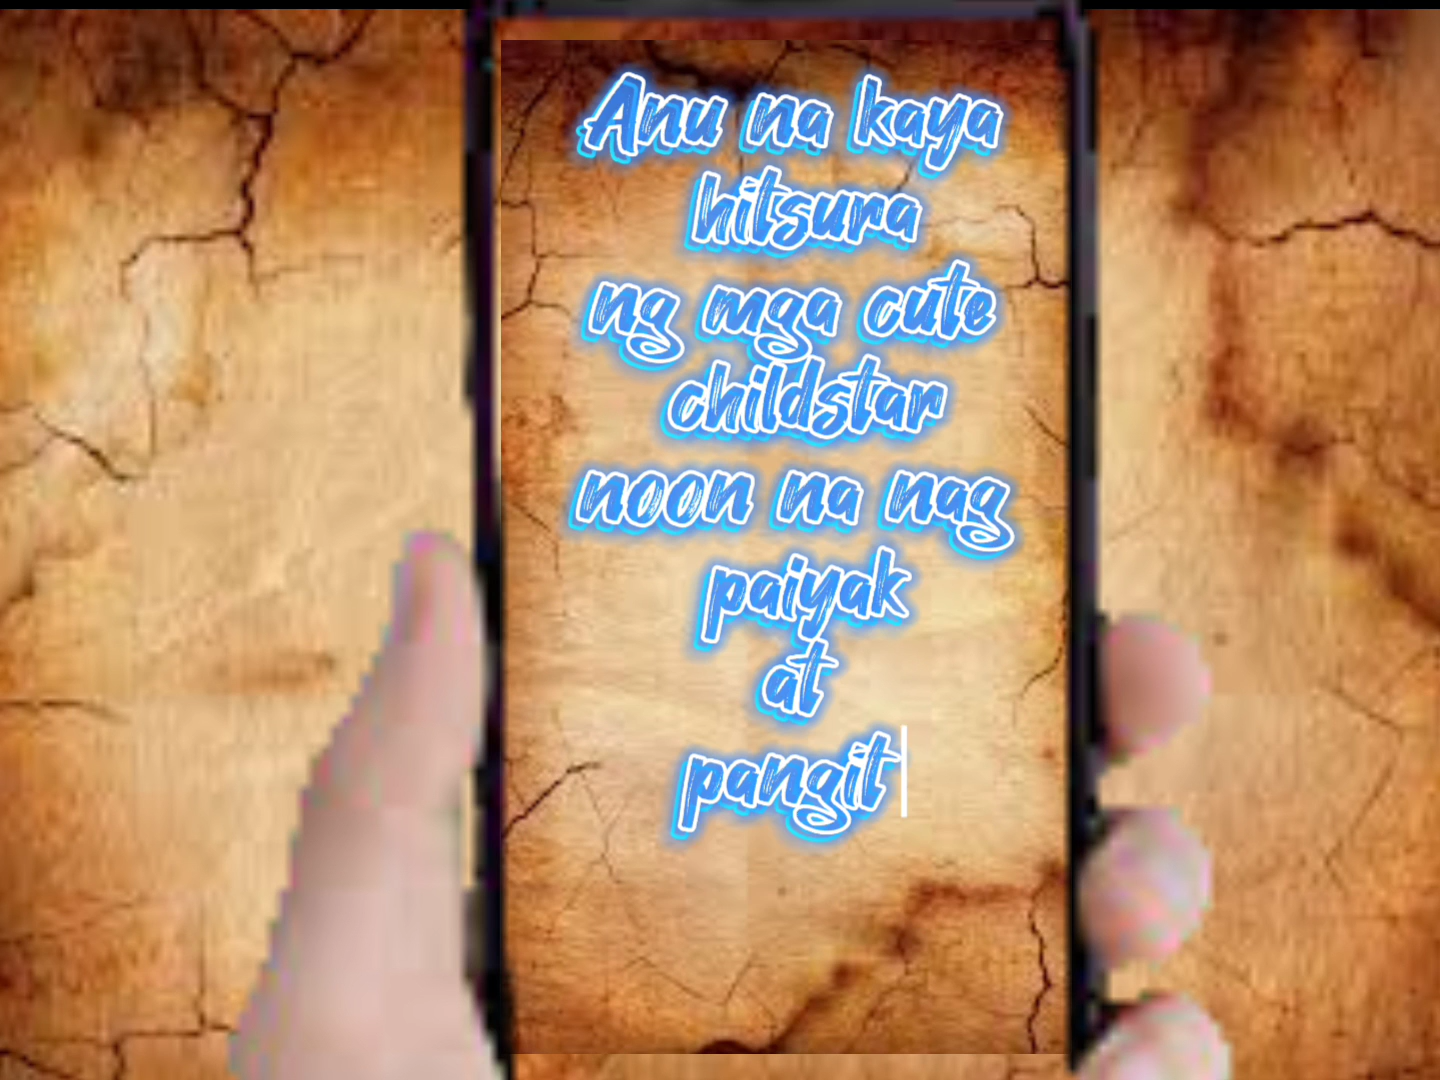 Anu na kaya
hitsura
ng mga cute
childstar
noon na nag
paiyak
at
pangit